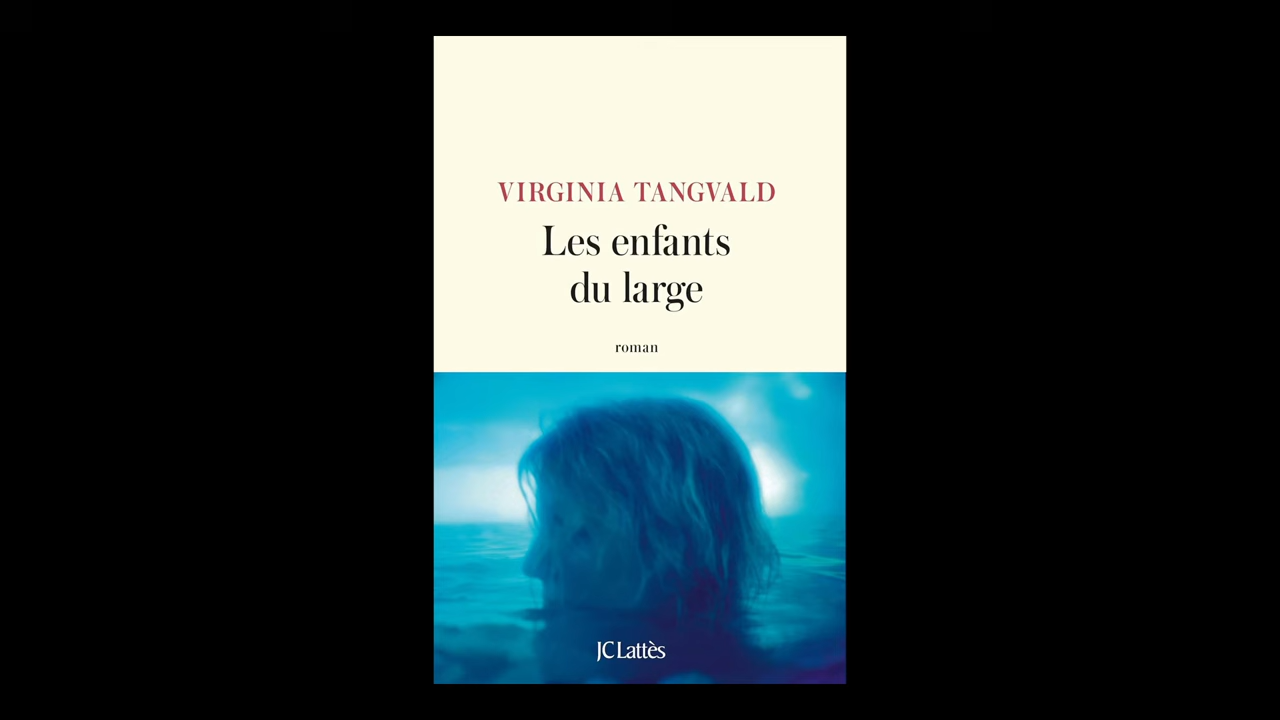 VIRGINIA TANGVALD
Les enfants
du large
roman
JC Lattès